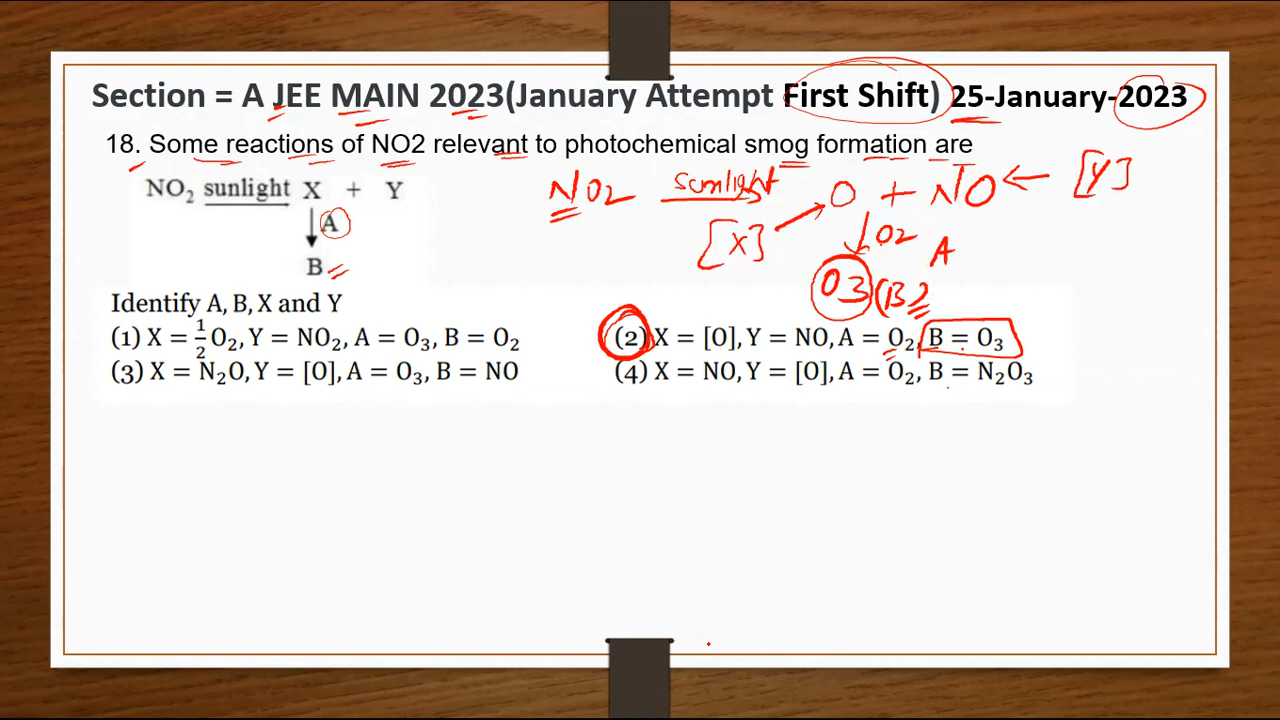 Section = A JEE MAIN 2023(January Attempt First Shift) 25-January-2023
18. Some reactions of NO2 relevant to photochemical smog formation are
NO₂ sunlight X + Y
A
B
NO₂ sunlight O + NO ← [Y]
[X]
O₂ A
O3 (B)
Identify A, B, X and Y
(1) X = ½O₂, Y = NO₂, A = O₃, B = O₂
(2) X = [O], Y = NO, A = O₂, B = O₃
(3) X = N₂O, Y = [O], A = O₃, B = NO
(4) X = NO, Y = [O], A = O₂, B = N₂O₃